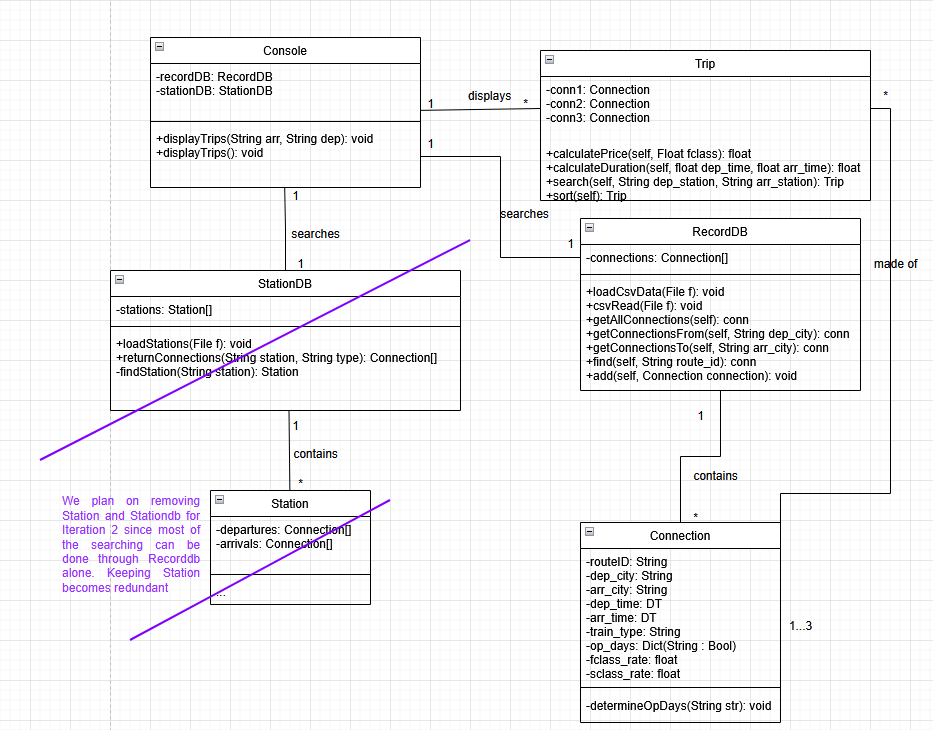 Console
-recordDB: RecordDB
-stationDB: StationDB
+displayTrips(String arr, String dep): void
+displayTrips(): void
1
displays
*
1
Trip
-conn1: Connection
-conn2: Connection
-conn3: Connection
+calculatePrice(self, Float fclass): float
+calculateDuration(self, float dep_time, float arr_time): float
+search(self, String dep_station, String arr_station): Trip
+sort(self): Trip
*
made of
1...3
1
searches
1
searches
1
StationDB
-stations: Station[]
+loadStations(File f): void
+returnConnections(String station, String type): Connection[]
-findStation(String station): Station
1
contains
*
RecordDB
-connections: Connection[]
+loadCsvData(File f): void
+csvRead(File f): void
+getAllConnections(self): conn
+getConnectionsFrom(self, String dep_city): conn
+getConnectionsTo(self, String arr_city): conn
+find(self, String route_id): conn
+add(self, Connection connection): void
1
contains
*
We plan on removing
Station and Stationdb for
Iteration 2 since most of
the searching can be
done through Recorddb
alone. Keeping Station
becomes redundant
Station
-departures: Connection[]
-arrivals: Connection[]
...
Connection
-routeID: String
-dep_city: String
-arr_city: String
-dep_time: DT
-arr_time: DT
-train_type: String
-op_days: Dict(String : Bool)
-fclass_rate: float
-sclass_rate: float
-determineOpDays(String str): void